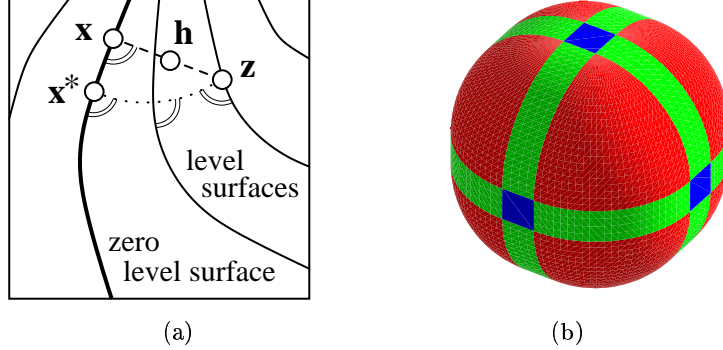 x
h
z
x*
level
surfaces
zero
level surface
(a)
(b)